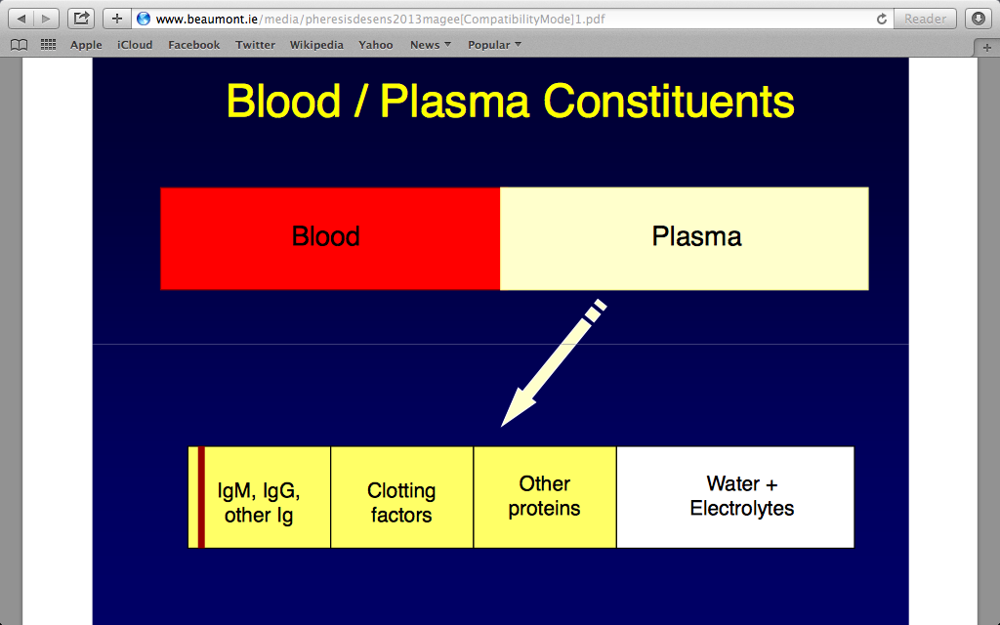 www.beaumont.ie/media/pheresisdesens2013magee[CompatibilityMode]1.pdf
Reader
Apple iCloud Facebook Twitter Wikipedia Yahoo News Popular
Blood / Plasma Constituents
Blood
Plasma
IgM, IgG,
other Ig
Clotting
factors
Other
proteins
Water +
Electrolytes